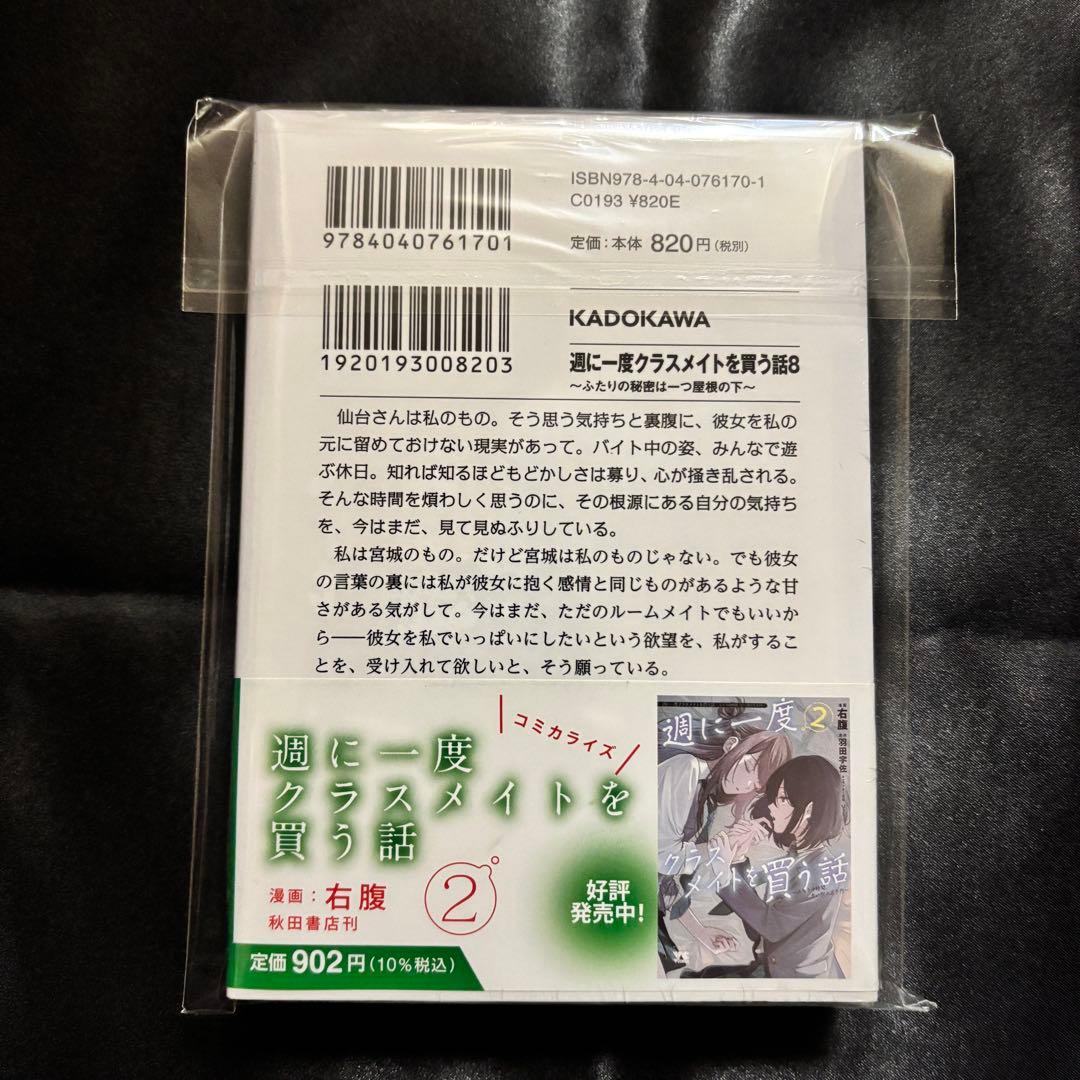 ISBN978-4-04-076170-1
C0193 ¥820E
9784040761701
定価:本体 820円(税別)
1920193008203
KADOKAWA
週に一度クラスメイトを買う話8
～ふたりの秘密は一つ屋根の下～
仙台さんは私のもの。そう思う気持ちと裏腹に、彼女を私の
元に留めておけない現実があって。バイト中の姿、みんなで遊
ぶ休日。知れば知るほどもどかしさは募り、心が掻き乱される。
そんな時間を煩わしく思うのに、その根源にある自分の気持ち
を、今はまだ、見て見ぬふりしている。
私は宮城のもの。だけど宮城は私のものじゃない。でも彼女
の言葉の裏には私が彼女に抱く感情と同じものがあるような甘
さがある気がして。今はまだ、ただのルームメイトでもいいか
ら――彼女を私でいっぱいにしたいという欲望を、私がするこ
とを、受け入れて欲しいと、そう願っている。
コミカライズ
週に一度
クラスメイトを
買う話
②
漫画:右腹
秋田書店刊
好評
発売中!
定価 902円(10%税込)
週に一度
2
右腹
羽田宇佐
クラス
メイトを買う話